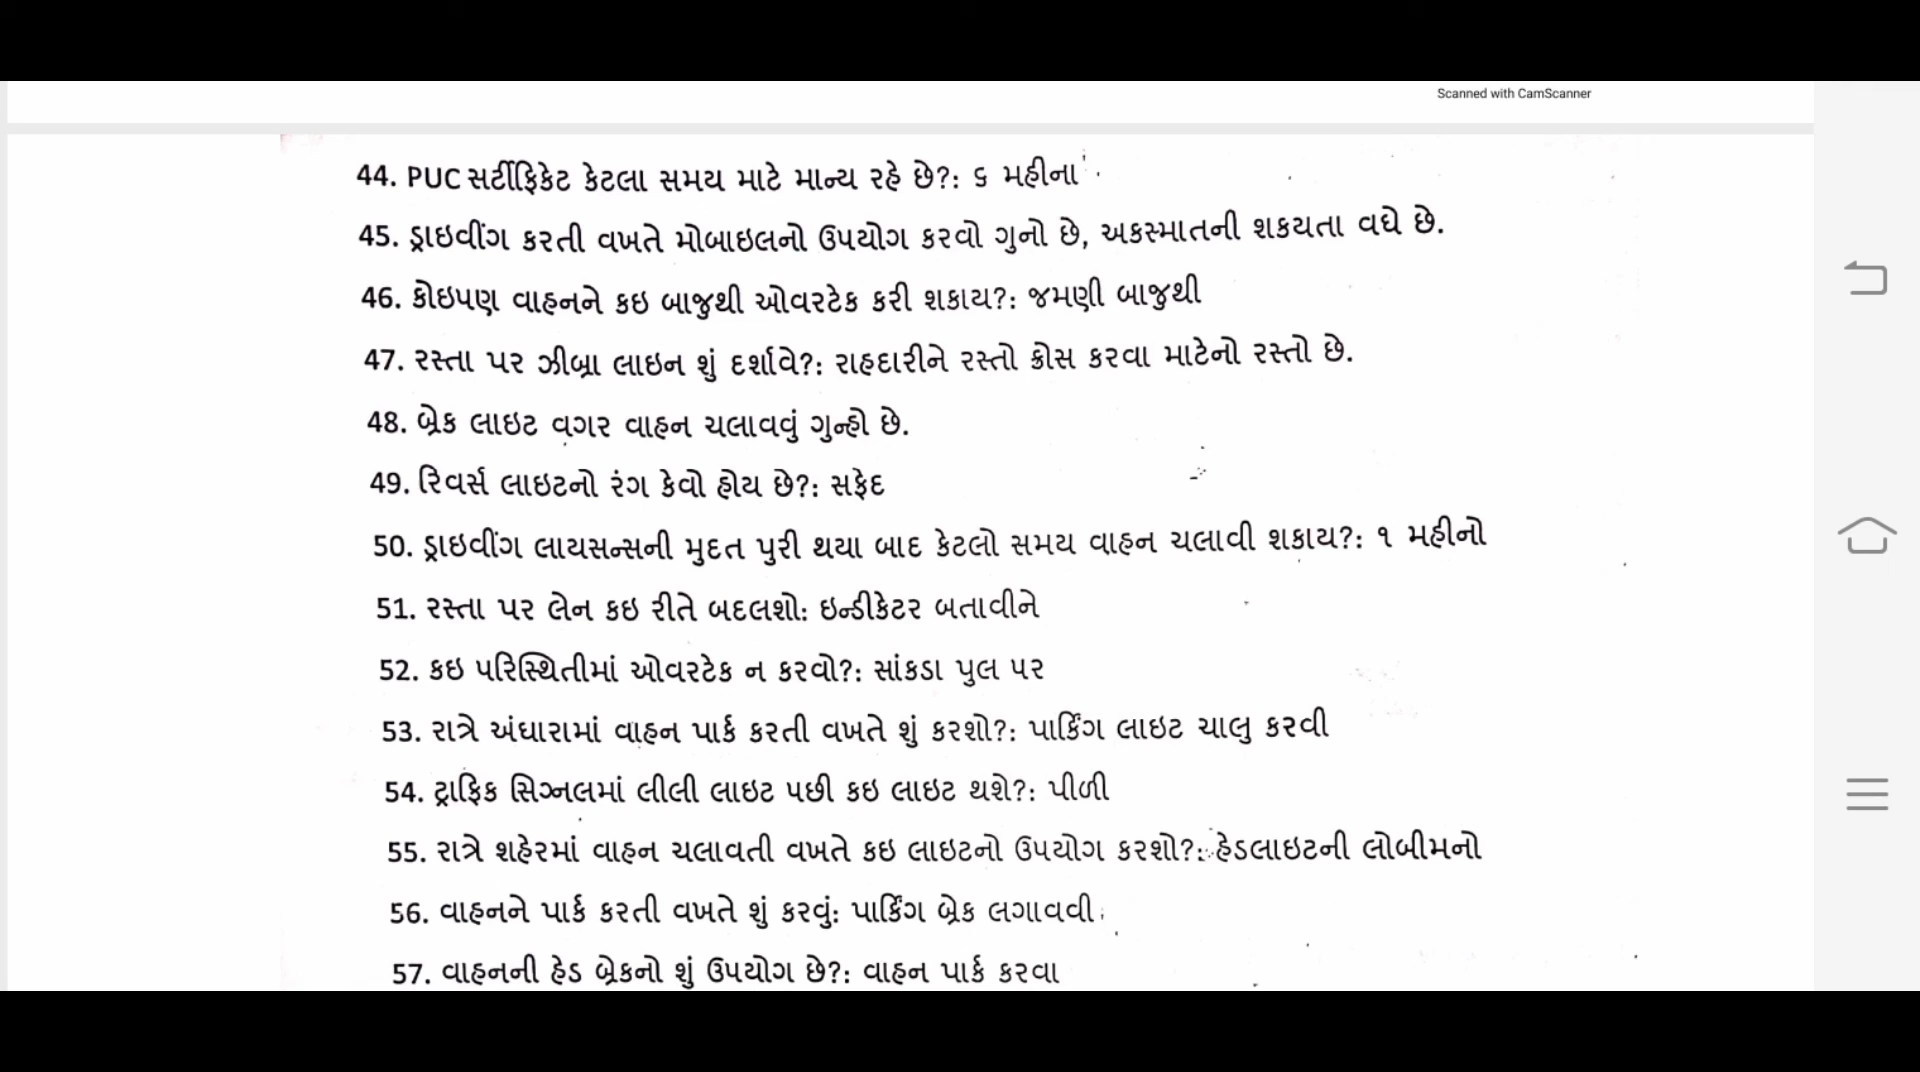 Scanned with CamScanner
44. PUC સર્ટીફિકેટ કેટલા સમય માટે માન્ય રહે છે?: ૬ મહીના
45. ડ્રાઇવીંગ કરતી વખતે મોબાઇલનો ઉપયોગ કરવો ગુનો છે, અકસ્માતની શકયતા વધે છે.
46. કોઇપણ વાહનને કઇ બાજુથી ઓવરટેક કરી શકાય?: જમણી બાજુથી
47. રસ્તા પર ઝીબ્રા લાઇન શું દર્શાવે?: રાહદારીને રસ્તો ક્રોસ કરવા માટેનો રસ્તો છે.
48. બ્રેક લાઇટ વગર વાહન ચલાવવું ગુન્હો છે.
49. રિવર્સ લાઇટનો રંગ કેવો હોય છે?: સફેદ
50. ડ્રાઇવીંગ લાયસન્સની મુદત પુરી થયા બાદ કેટલો સમય વાહન ચલાવી શકાય?: ૧ મહીનો
51. રસ્તા પર લેન કઇ રીતે બદલશો: ઇન્ડીકેટર બતાવીને
52. કઇ પરિસ્થિતીમાં ઓવરટેક ન કરવો?: સાંકડા પુલ પર
53. રાત્રે અંધારામાં વાહન પાર્ક કરતી વખતે શું કરશો?: પાર્કિંગ લાઇટ ચાલુ કરવી
54. ટ્રાફિક સિગ્નલમાં લીલી લાઇટ પછી કઇ લાઇટ થશે?: પીળી
55. રાત્રે શહેરમાં વાહન ચલાવતી વખતે કઇ લાઇટનો ઉપયોગ કરશો?: હેડલાઇટની લોબીમનો
56. વાહનને પાર્ક કરતી વખતે શું કરવું: પાર્કિંગ બ્રેક લગાવવી
57. વાહનની હેડ બ્રેકનો શું ઉપયોગ છે?: વાહન પાર્ક કરવા